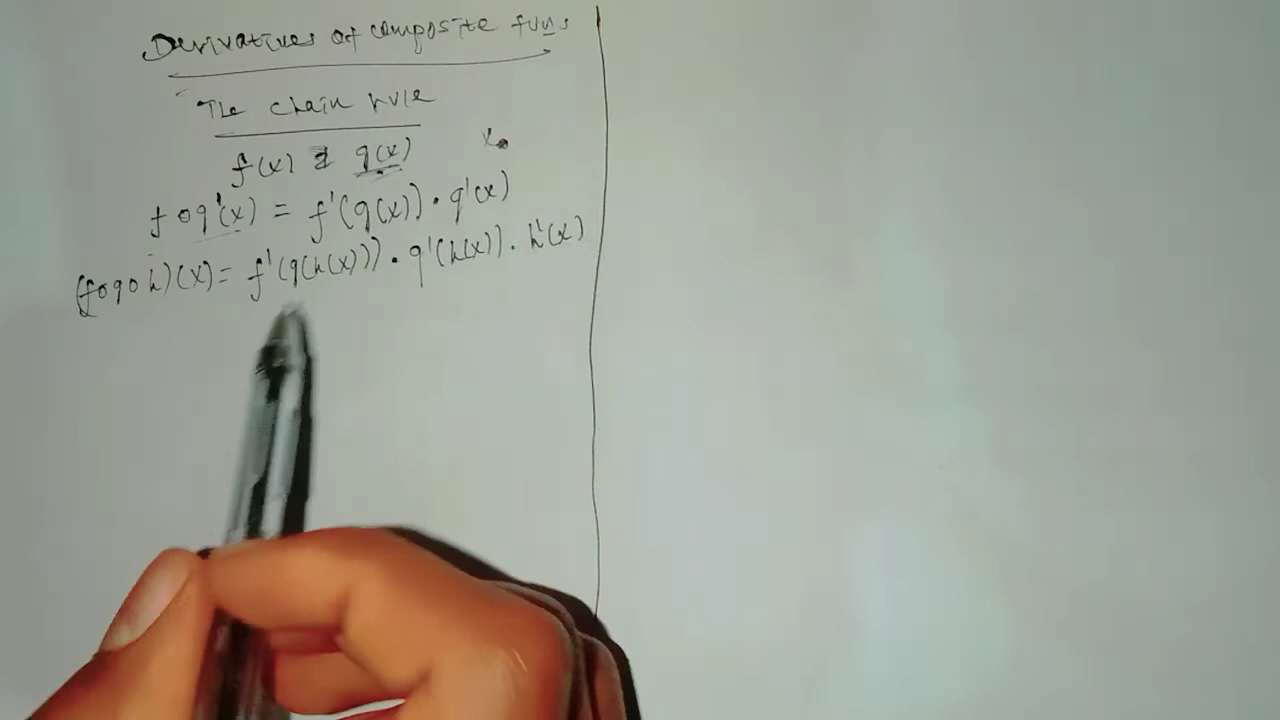 Derivatives of composite funs
The chain rule
f(x) & g(x) x.
fog'(x) = f'(g(x)) · g'(x)
(fogoh)(x) = f'(g(h(x))) · g'(h(x)) · h'(x)